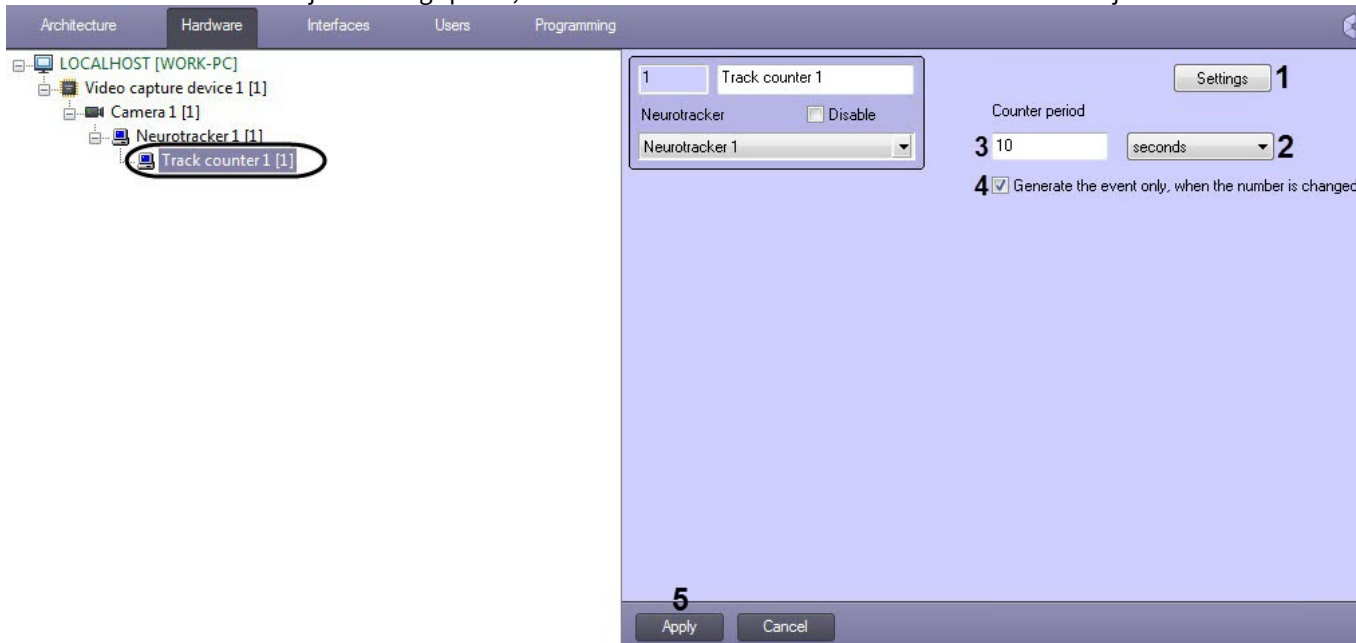 Architecture Hardware Interfaces Users Programming
LOCALHOST [WORK-PC]
Video capture device 1 [1]
Camera 1 [1]
Neurotracker 1 [1]
Track counter 1 [1]
1 Track counter 1
Neurotracker Disable
Neurotracker 1
Settings 1
Counter period
3 10 seconds 2
4 Generate the event only, when the number is changed
5
Apply Cancel